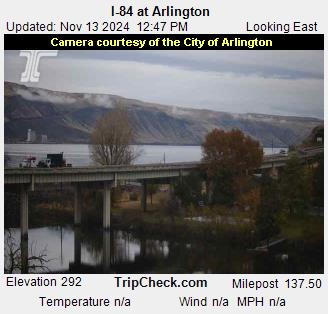 I-84 at Arlington
Updated: Nov 13 2024 12:47 PM Looking East
Camera courtesy of the City of Arlington
Elevation 292 TripCheck.com Milepost 137.50
Temperature n/a Wind n/a MPH n/a